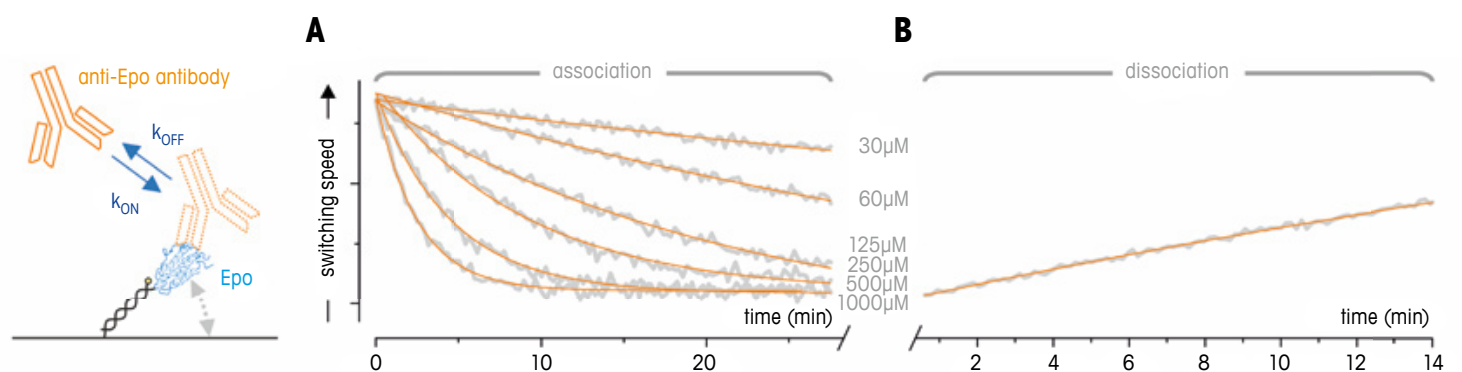 anti-Epo antibody
kOFF
kON
Epo
A
association
switching speed
30µM
60µM
125µM
250µM
500µM
1000µM
time (min)
0 10 20
B
dissociation
time (min)
2 4 6 8 10 12 14